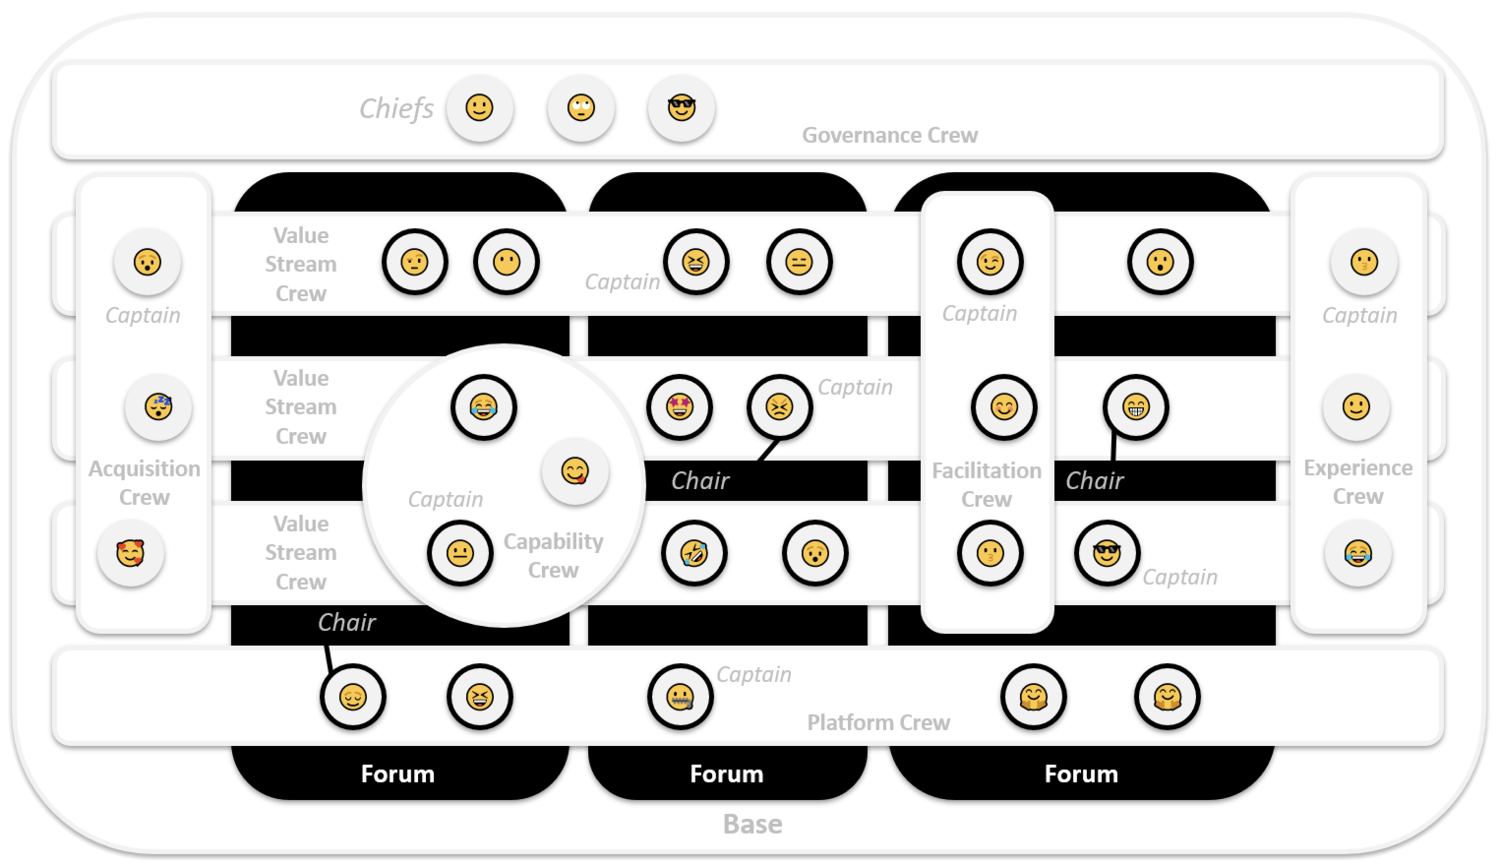 Chiefs
Governance Crew
Value
Stream
Crew
Captain
Captain
Captain
Captain
Value
Stream
Crew
Captain
Acquisition
Crew
Chair
Facilitation
Crew
Chair
Experience
Crew
Captain
Value
Stream
Crew
Capability
Crew
Captain
Chair
Captain
Platform Crew
Forum
Forum
Forum
Base